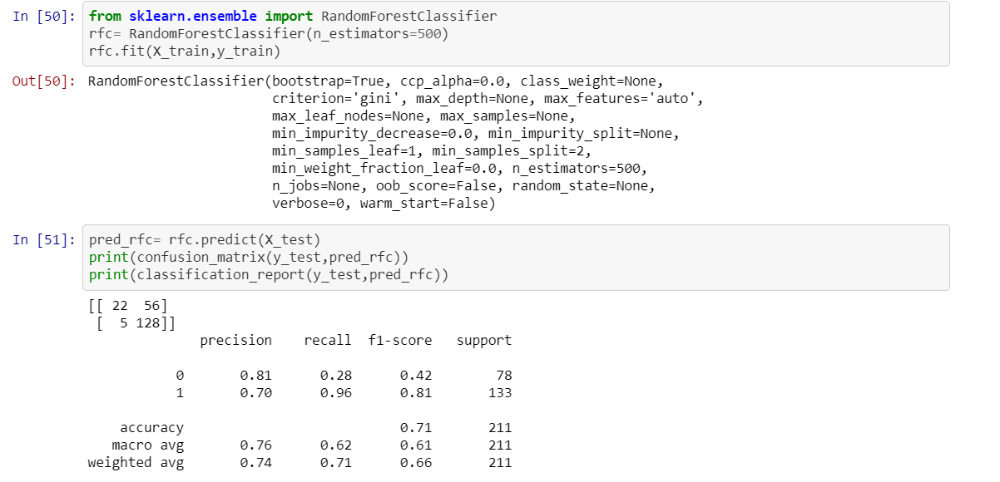 In [50]: from sklearn.ensemble import RandomForestClassifier
rfc= RandomForestClassifier(n_estimators=500)
rfc.fit(X_train,y_train)
Out[50]: RandomForestClassifier(bootstrap=True, ccp_alpha=0.0, class_weight=None,
criterion='gini', max_depth=None, max_features='auto',
max_leaf_nodes=None, max_samples=None,
min_impurity_decrease=0.0, min_impurity_split=None,
min_samples_leaf=1, min_samples_split=2,
min_weight_fraction_leaf=0.0, n_estimators=500,
n_jobs=None, oob_score=False, random_state=None,
verbose=0, warm_start=False)
In [51]: pred_rfc= rfc.predict(X_test)
print(confusion_matrix(y_test,pred_rfc))
print(classification_report(y_test,pred_rfc))
[[ 22  56]
[  5 128]]
precision recall f1-score support
0 0.81 0.28 0.42 78
1 0.70 0.96 0.81 133
accuracy 0.71 211
macro avg 0.76 0.62 0.61 211
weighted avg 0.74 0.71 0.66 211